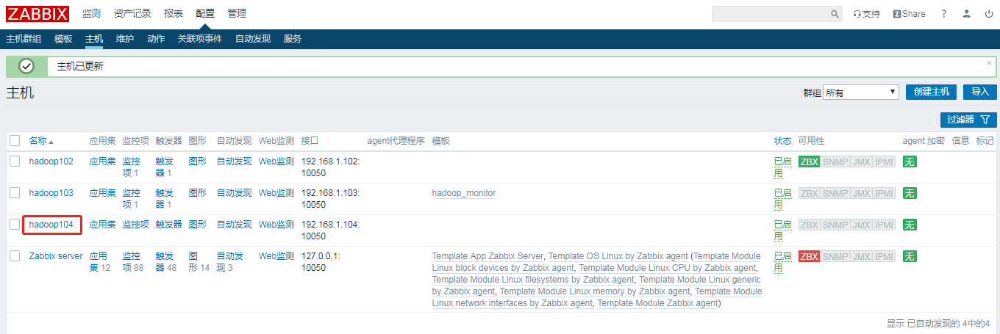 ZABBIX 监测 资产记录 报表 配置 管理 支持 Z Share ?
主机群组 模板 主机 维护 动作 关联项事件 自动发现 服务
主机已更新 ×
主机 群组 所有 创建主机 导入
过滤器
名称 应用集 监控项 触发器 图形 自动发现 Web监测 接口 agent代理程序 模板 状态 可用性 agent 加密 信息 标记
hadoop102 应用集 监控 触发 图形 自动发现 Web监测 192.168.1.102: 已启 ZBX SNMP JMX IPMI 无
项 1 器 1 10050 用
hadoop103 应用集 监控 触发 图形 自动发现 Web监测 192.168.1.103: hadoop_monitor 已启 ZBX SNMP JMX IPMI 无
项 1 器 1 10050 用
hadoop104 应用集 监控项 触发器 图形 自动发现 Web监测 192.168.1.104: 已启 ZBX SNMP JMX IPMI 无
10050 用
Zabbix server 应用 监控 触发 图 自动发 Web监测 127.0.0.1: Template App Zabbix Server, Template OS Linux by Zabbix agent (Template Module 已启 ZBX SNMP JMX IPMI 无
集 12 项 88 器 48 形 14 现 3 10050 Linux block devices by Zabbix agent, Template Module Linux CPU by Zabbix agent, 用
Template Module Linux filesystems by Zabbix agent, Template Module Linux generic
by Zabbix agent, Template Module Linux memory by Zabbix agent, Template Module
Linux network interfaces by Zabbix agent, Template Module Zabbix agent)
显示 已自动发现的 4中的4